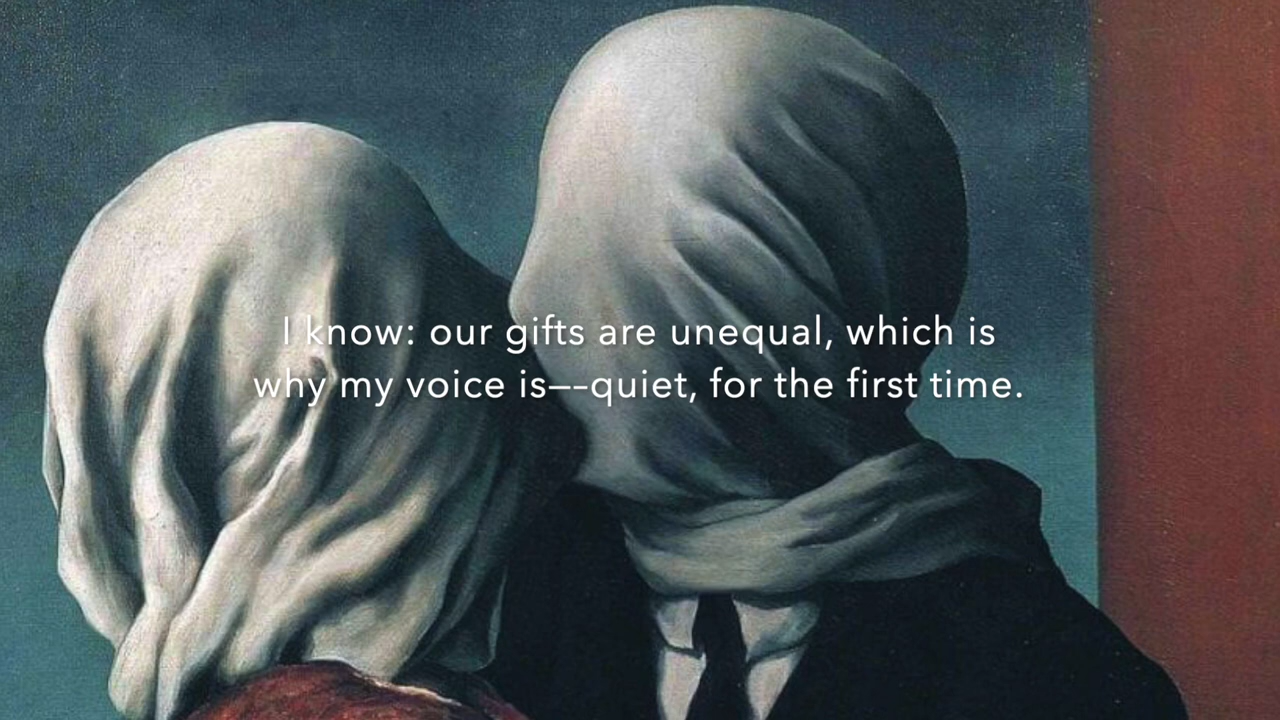 I know: our gifts are unequal, which is
why my voice is––quiet, for the first time.